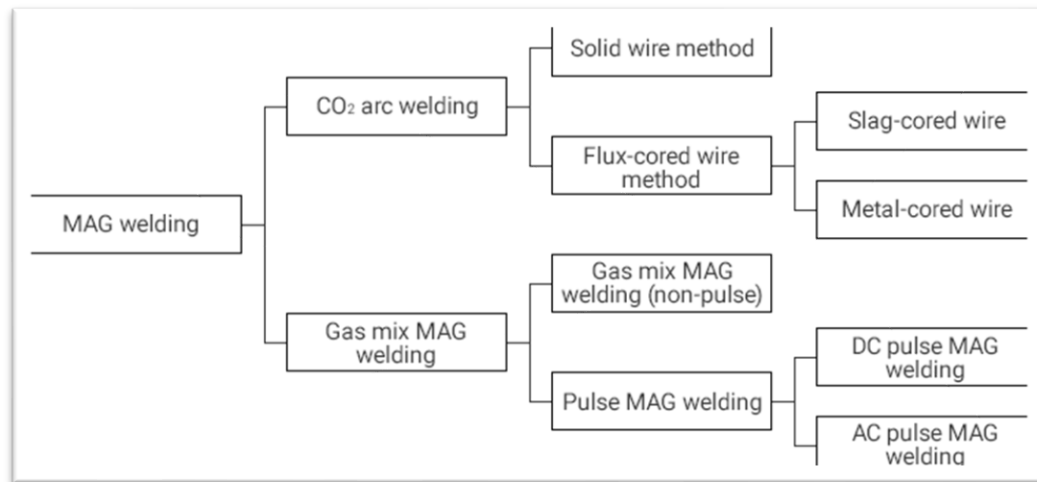 Solid wire method
CO₂ arc welding
Slag-cored wire
Flux-cored wire
method
Metal-cored wire
MAG welding
Gas mix MAG
welding (non-pulse)
Gas mix MAG
welding
DC pulse MAG
welding
Pulse MAG welding
AC pulse MAG
welding